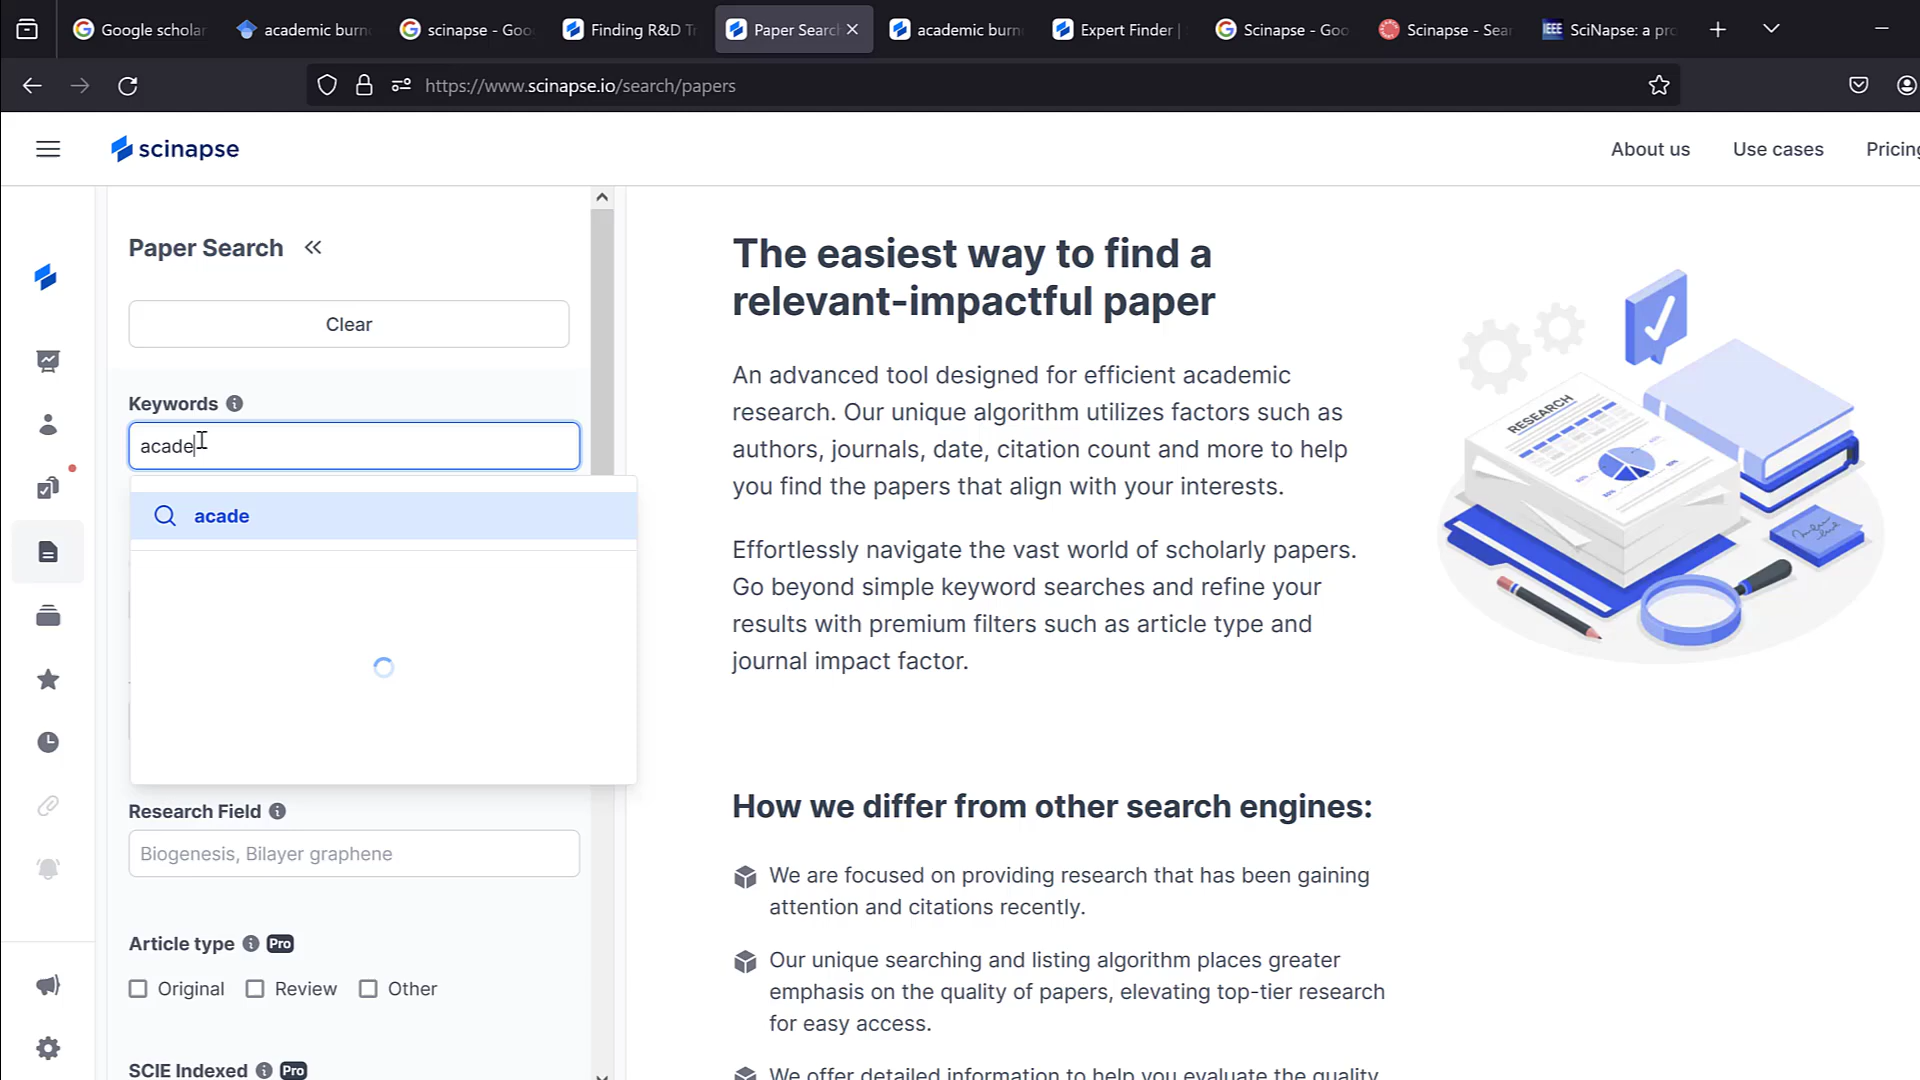 Google scholar
academic burn
scinapse - Goo
Finding R&D T
Paper Search
academic burn
Expert Finder |
Scinapse - Goo
Scinapse - Sea
IEEE SciNapse: a pro
https://www.scinapse.io/search/papers
scinapse
About us
Use cases
Pricing
Paper Search
Clear
Keywords
acade
acade
Research Field
Biogenesis, Bilayer graphene
Article type Pro
Original Review Other
SCIE Indexed Pro
The easiest way to find a
relevant-impactful paper
An advanced tool designed for efficient academic
research. Our unique algorithm utilizes factors such as
authors, journals, date, citation count and more to help
you find the papers that align with your interests.
Effortlessly navigate the vast world of scholarly papers.
Go beyond simple keyword searches and refine your
results with premium filters such as article type and
journal impact factor.
RESEARCH
How we differ from other search engines:
We are focused on providing research that has been gaining
attention and citations recently.
Our unique searching and listing algorithm places greater
emphasis on the quality of papers, elevating top-tier research
for easy access.
We offer detailed information to help you evaluate the quality